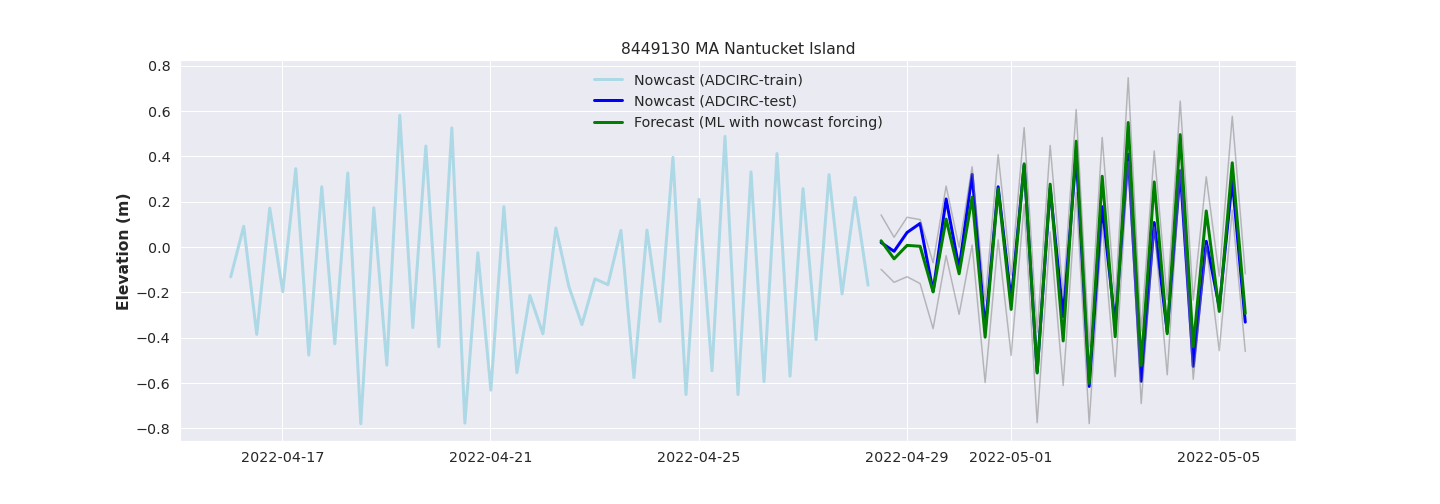 8449130 MA Nantucket Island
Nowcast (ADCIRC-train)
Nowcast (ADCIRC-test)
Forecast (ML with nowcast forcing)
Elevation (m)
0.8
0.6
0.4
0.2
0.0
−0.2
−0.4
−0.6
−0.8
2022-04-17 2022-04-21 2022-04-25 2022-04-29 2022-05-01 2022-05-05